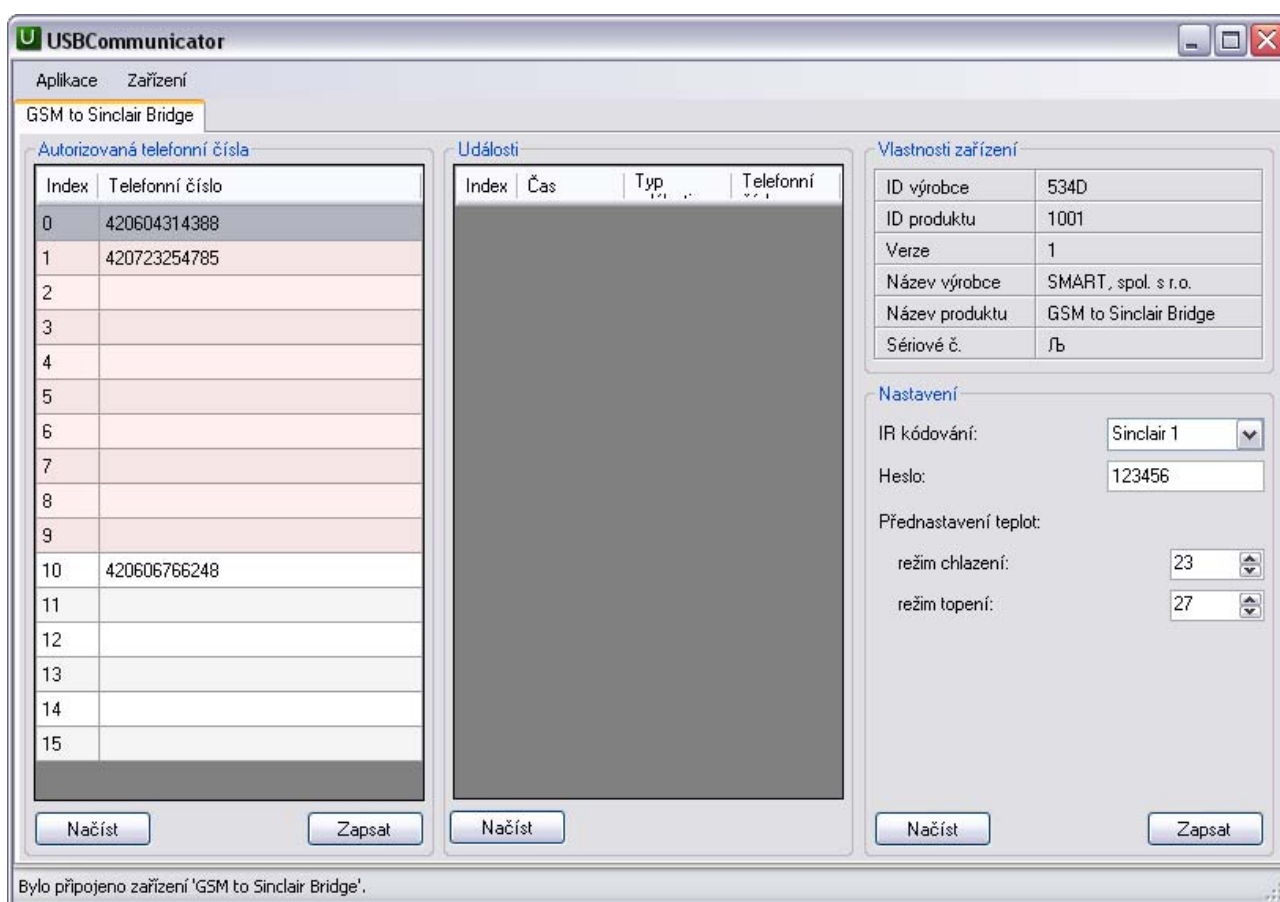 USBCommunicator
Aplikace Zařízení
GSM to Sinclair Bridge
Autorizovaná telefonní čísla
Index Telefonní číslo
0 420604314388
1 420723254785
2
3
4
5
6
7
8
9
10 420606766248
11
12
13
14
15
Načíst Zapsat
Události
Index Čas Typ Telefonní
Načíst
Vlastnosti zařízení
ID výrobce 534D
ID produktu 1001
Verze 1
Název výrobce SMART, spol. s r.o.
Název produktu GSM to Sinclair Bridge
Sériové č. Љ
Nastavení
IR kódování: Sinclair 1
Heslo: 123456
Přednastavení teplot:
režim chlazení: 23
režim topení: 27
Načíst Zapsat
Bylo připojeno zařízení 'GSM to Sinclair Bridge'.